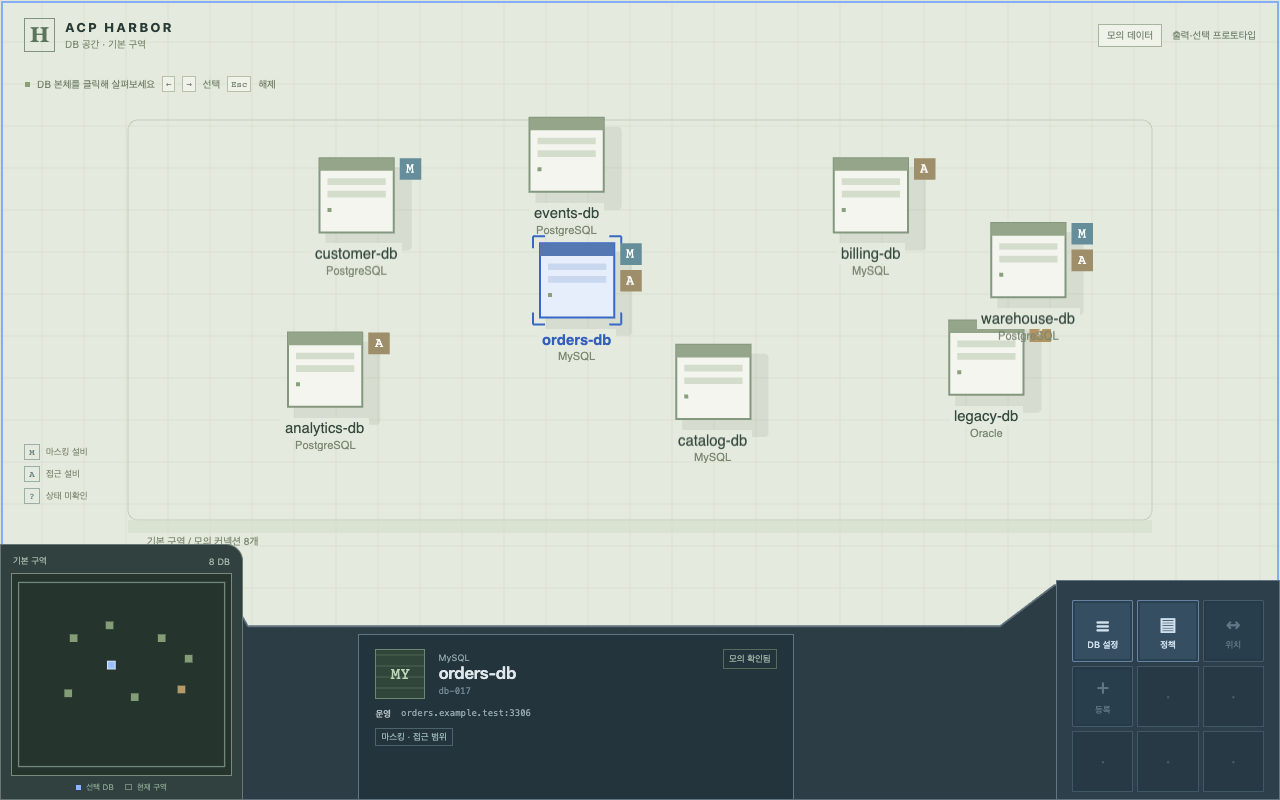 H
ACP HARBOR
DB 공간 · 기본 구역
모의 데이터
출력·선택 프로토타입
DB 본체를 클릭해 살펴보세요 ← → 선택 Esc 해제
events-db
PostgreSQL
M
customer-db
PostgreSQL
A
billing-db
MySQL
M
A
warehouse-db
PostgreSQL
M
A
orders-db
MySQL
A
analytics-db
PostgreSQL
catalog-db
MySQL
legacy-db
Oracle
M 마스킹 설비
A 접근 설비
? 상태 미확인
기본 구역 / 모의 커넥션 8개
기본 구역
8 DB
선택 DB
현재 구역
MY
MySQL
orders-db
db-017
모의 확인됨
운영 orders.example.test:3306
마스킹 · 접근 범위
DB 설정
정책
위치
등록